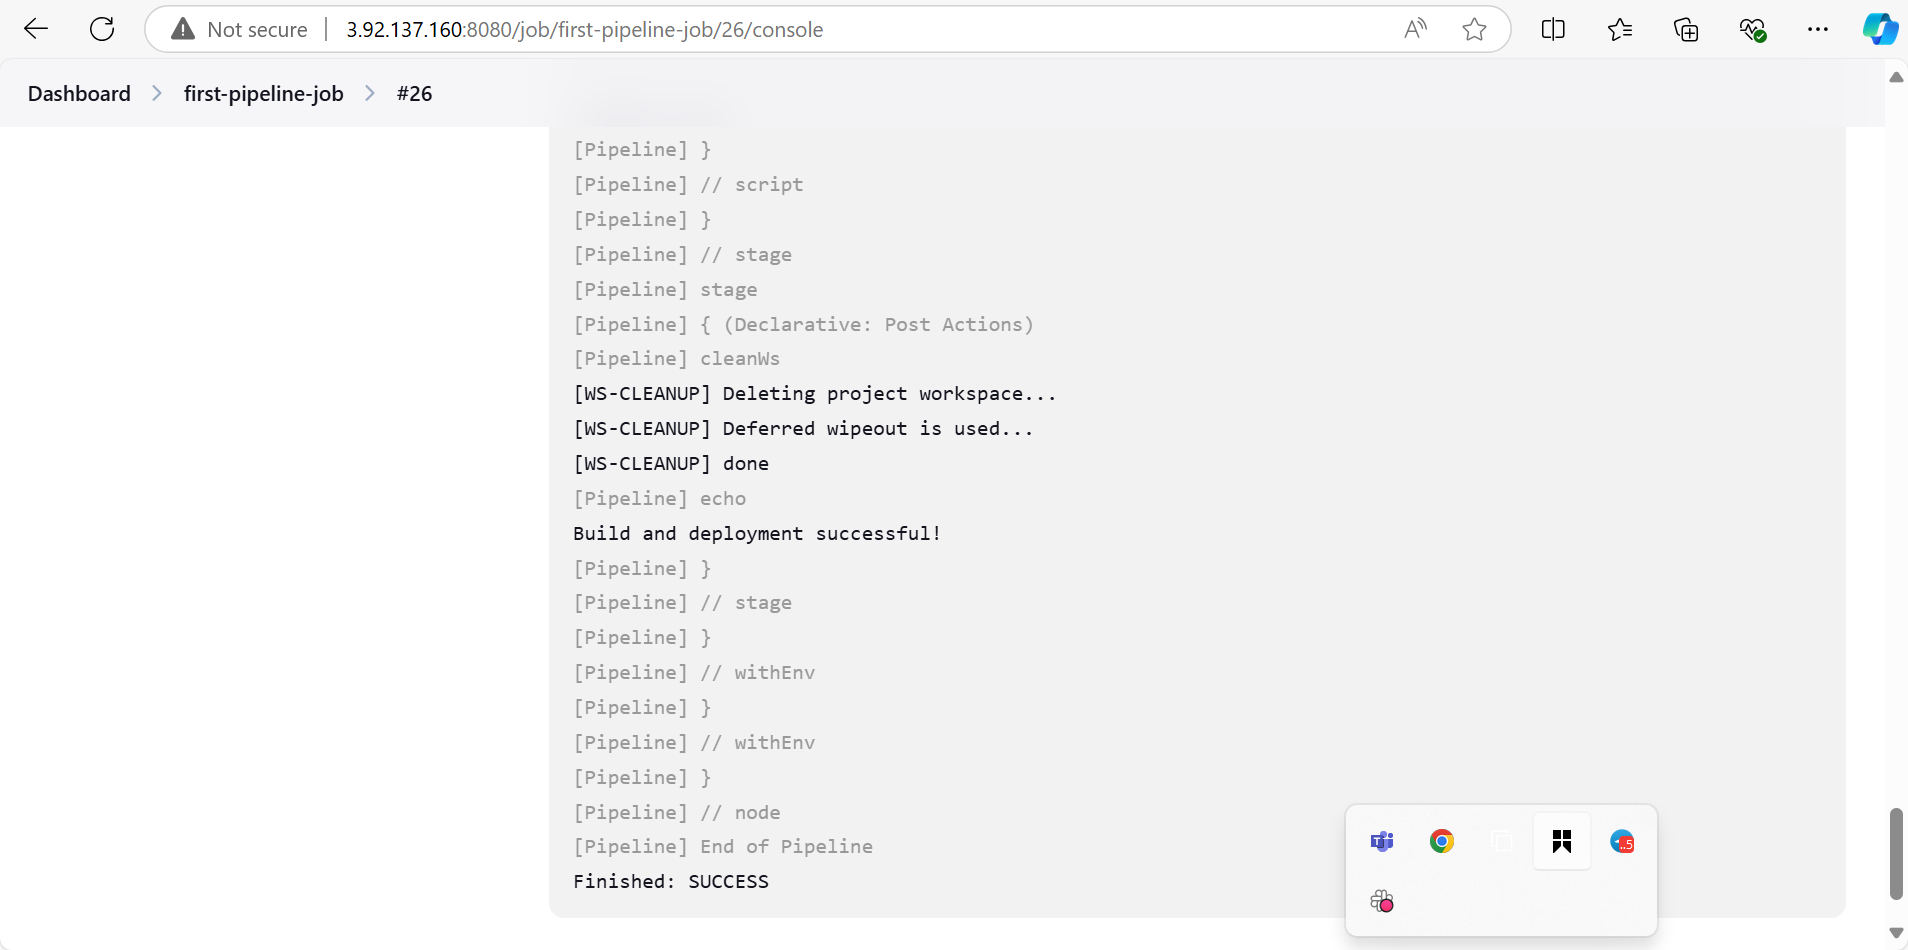 Not secure | 3.92.137.160:8080/job/first-pipeline-job/26/console
Dashboard > first-pipeline-job > #26
[Pipeline] }
[Pipeline] // script
[Pipeline] }
[Pipeline] // stage
[Pipeline] stage
[Pipeline] { (Declarative: Post Actions)
[Pipeline] cleanWs
[WS-CLEANUP] Deleting project workspace...
[WS-CLEANUP] Deferred wipeout is used...
[WS-CLEANUP] done
[Pipeline] echo
Build and deployment successful!
[Pipeline] }
[Pipeline] // stage
[Pipeline] }
[Pipeline] // withEnv
[Pipeline] }
[Pipeline] // withEnv
[Pipeline] }
[Pipeline] // node
[Pipeline] End of Pipeline
Finished: SUCCESS